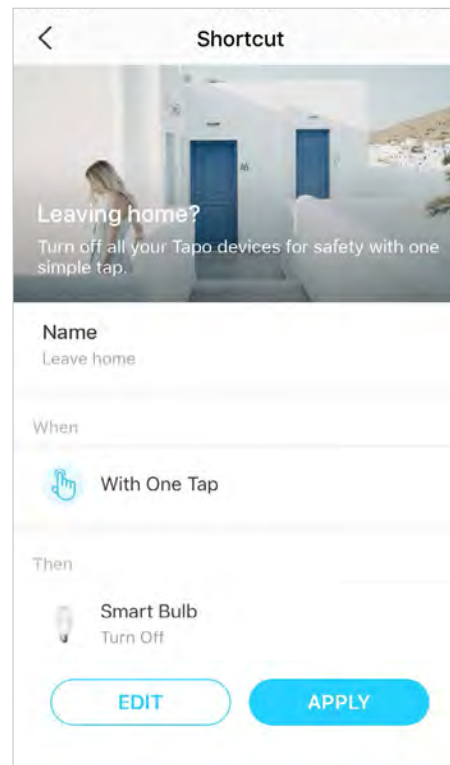 Shortcut
Leaving home?
Turn off all your Tapo devices for safety with one
simple tap.
Name
Leave home
When
With One Tap
Then
Smart Bulb
Turn Off
EDIT
APPLY